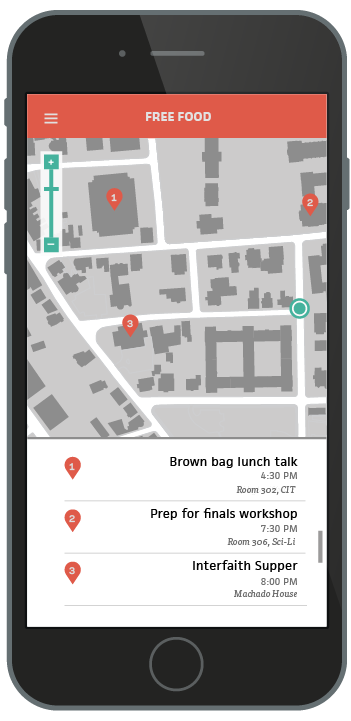 FREE FOOD
+
1
2
−
3
1 Brown bag lunch talk
4:30 PM
Room 302, CIT
2 Prep for finals workshop
7:30 PM
Room 306, Sci-Li
3 Interfaith Supper
8:00 PM
Machado House